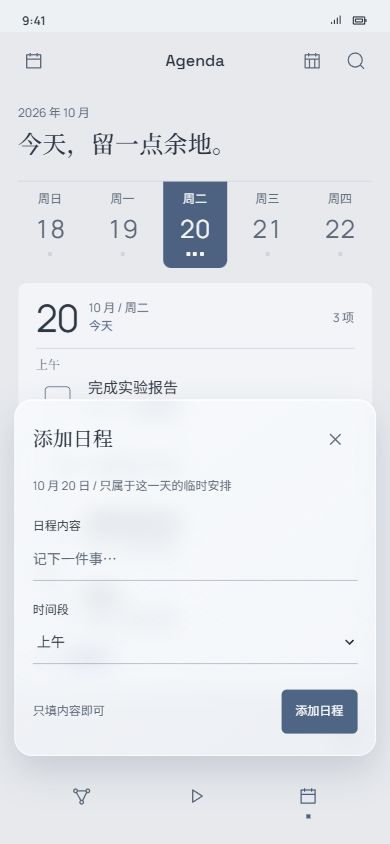 9:41
Agenda
2026 年 10 月
今天，留一点余地。
周日 周一 周二 周三 周四
18 19 20 21 22
20
10 月 / 周二
今天
3 项
上午
完成实验报告
添加日程
10 月 20 日 / 只属于这一天的临时安排
日程内容
记下一件事…
时间段
上午
只填内容即可
添加日程